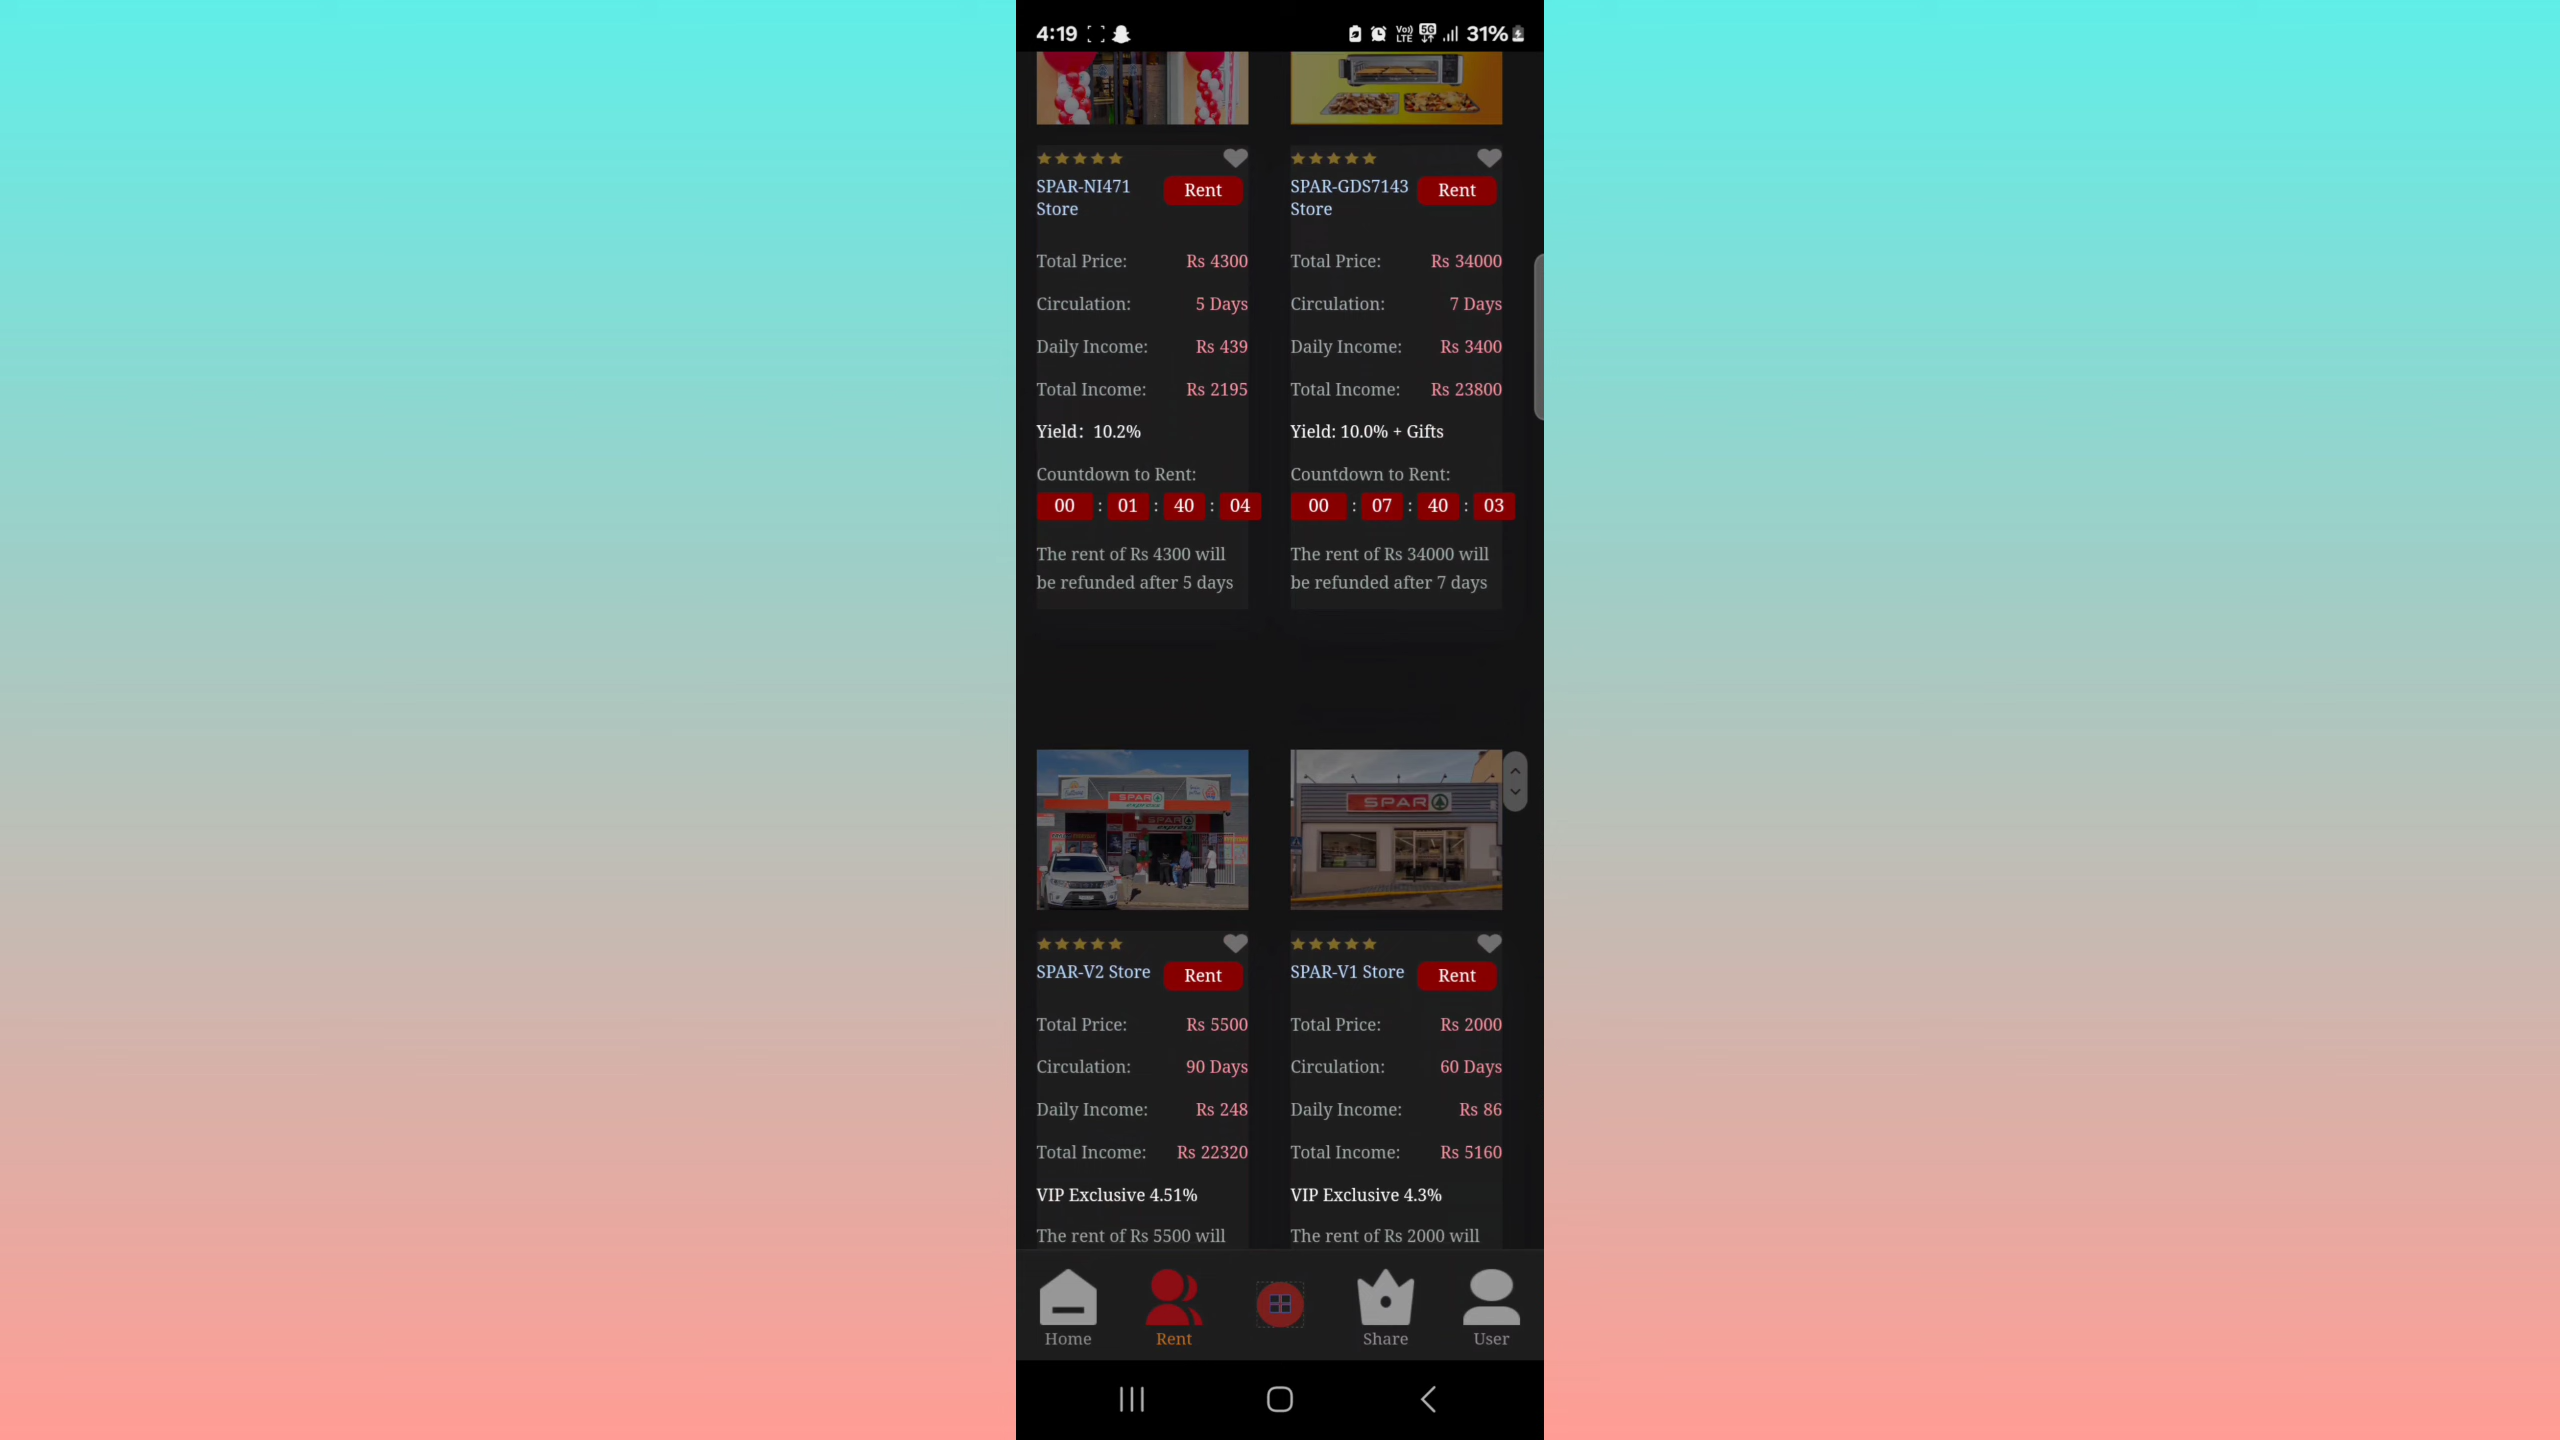 4:19
Vo))
LTE
5G
31%
SPAR-NI471
Store
Rent
Total Price: Rs 4300
Circulation: 5 Days
Daily Income: Rs 439
Total Income: Rs 2195
Yield: 10.2%
Countdown to Rent:
00 : 01 : 40 : 04
The rent of Rs 4300 will
be refunded after 5 days
SPAR-GDS7143
Store
Rent
Total Price: Rs 34000
Circulation: 7 Days
Daily Income: Rs 3400
Total Income: Rs 23800
Yield: 10.0% + Gifts
Countdown to Rent:
00 : 07 : 40 : 03
The rent of Rs 34000 will
be refunded after 7 days
SPAR
express
SPAR
express
SPAR
SPAR-V2 Store
Rent
Total Price: Rs 5500
Circulation: 90 Days
Daily Income: Rs 248
Total Income: Rs 22320
VIP Exclusive 4.51%
The rent of Rs 5500 will
SPAR-V1 Store
Rent
Total Price: Rs 2000
Circulation: 60 Days
Daily Income: Rs 86
Total Income: Rs 5160
VIP Exclusive 4.3%
The rent of Rs 2000 will
Home
Rent
Share
User